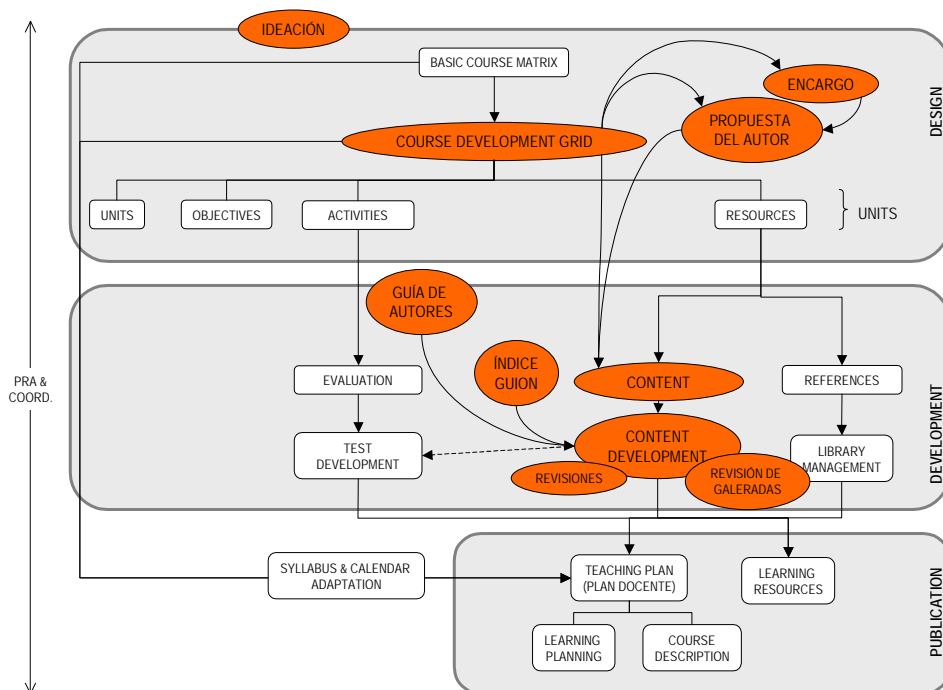 IDEACIÓN
BASIC COURSE MATRIX
ENCARGO
PROPUESTA
DEL AUTOR
COURSE DEVELOPMENT GRID
DESIGN
UNITS
OBJECTIVES
ACTIVITIES
RESOURCES
UNITS
GUÍA DE
AUTORES
PRA &
COORD.
ÍNDICE
GUION
EVALUATION
CONTENT
REFERENCES
DEVELOPMENT
TEST
DEVELOPMENT
CONTENT
DEVELOPMENT
LIBRARY
MANAGEMENT
REVISIONES
REVISIÓN DE
GALERADAS
SYLLABUS & CALENDAR
ADAPTATION
TEACHING PLAN
(PLAN DOCENTE)
LEARNING
RESOURCES
PUBLICATION
LEARNING
PLANNING
COURSE
DESCRIPTION